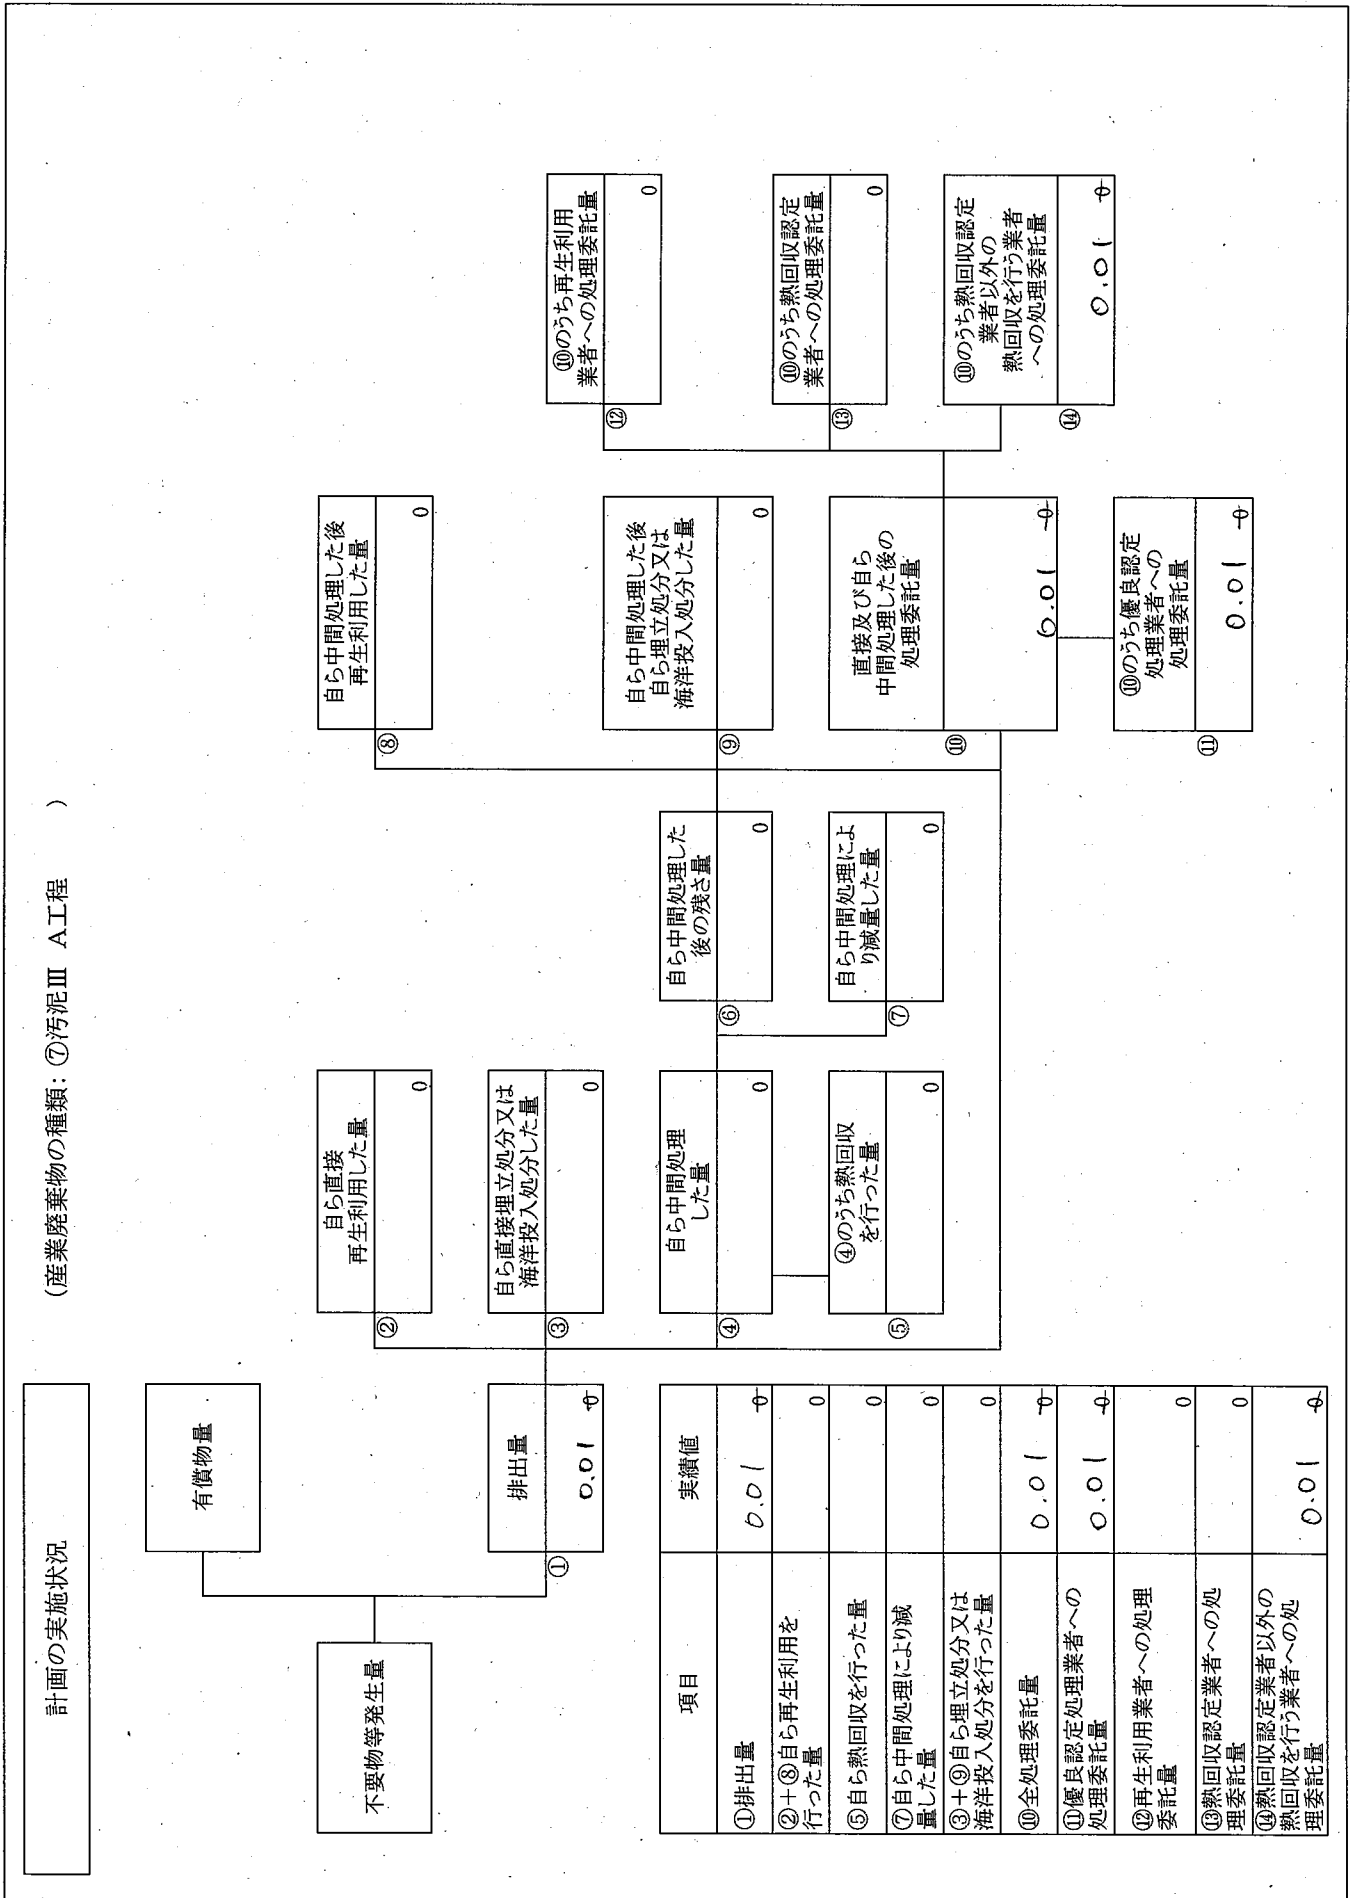 計画の実施状況
(産業廃棄物の種類: ⑦汚泥Ⅲ A工程 )
有償物量
不要物等発生量
①
排出量
0.01 0
②
自ら直接
再生利用した量
0
③
自ら直接埋立処分又は
海洋投入処分した量
0
④
自ら中間処理
した量
0
⑤
④のうち熱回収
を行った量
0
⑥
自ら中間処理した
後の残さ量
0
⑦
自ら中間処理によ
り減量した量
0
⑧
自ら中間処理した後
再生利用した量
0
⑨
自ら中間処理した後
自ら埋立処分又は
海洋投入処分した量
0
⑩
直接及び自ら
中間処理した後の
処理委託量
0.01 0
⑪
⑩のうち優良認定
処理業者への
処理委託量
0.01 0
⑫
⑩のうち再生利用
業者への処理委託量
0
⑬
⑩のうち熱回収認定
業者への処理委託量
0
⑭
⑩のうち熱回収認定
業者以外の
熱回収を行う業者
への処理委託量
0.01 0
項目 実績値
①排出量 0.01 0
②+⑧自ら再生利用を
行った量 0
⑤自ら熱回収を行った量 0
⑦自ら中間処理により減
量した量 0
③+⑨自ら埋立処分又は
海洋投入処分を行った量 0
⑩全処理委託量 0.01 0
⑪優良認定処理業者への
処理委託量 0.01 0
⑫再生利用業者への処理
委託量 0
⑬熱回収認定業者への処
理委託量 0
⑭熱回収認定業者以外の
熱回収を行う業者への処
理委託量 0.01 0